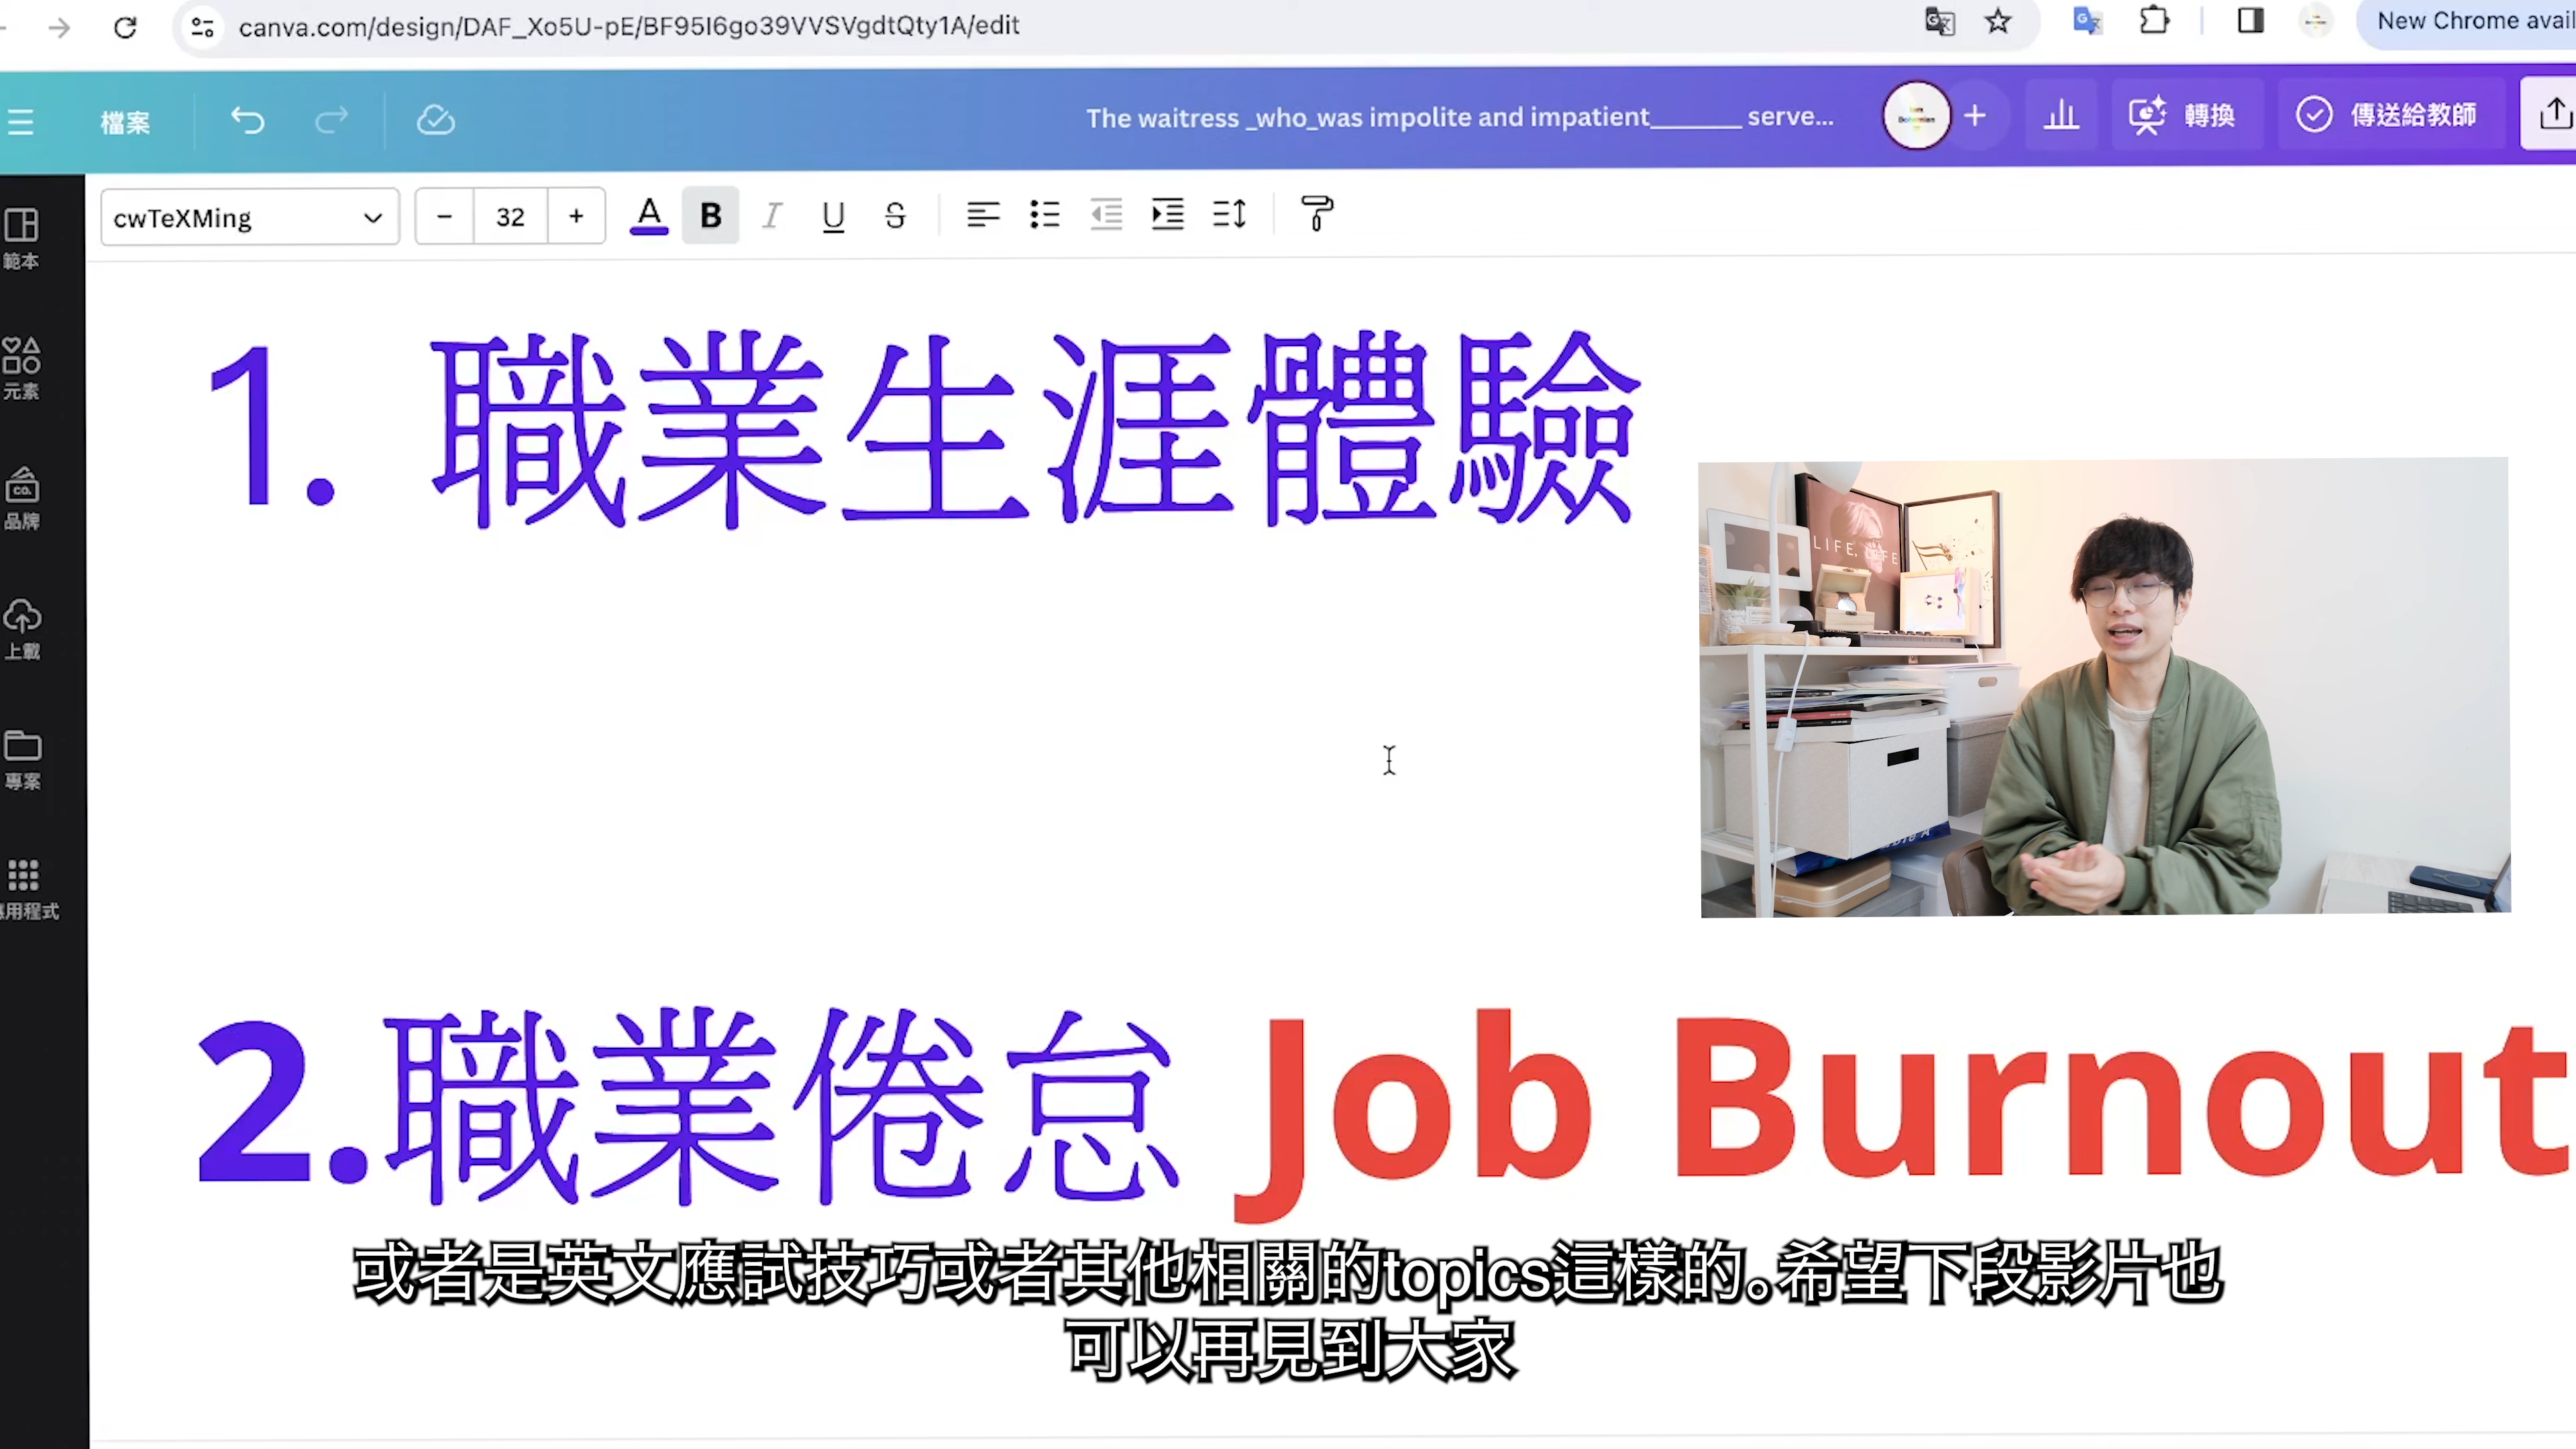 canva.com/design/DAF_Xo5U-pE/BF95I6go39VVSVgdtQty1A/edit
New Chrome avail
檔案
The waitress _who_was impolite and impatient_______ serve...
轉換
傳送給教師
cwTeXMing
32
範本
元素
品牌
上載
專案
應用程式
1. 職業生涯體驗
LIFE. LIFE
2.職業倦怠 Job Burnout
或者是英文應試技巧或者其他相關的topics這樣的。希望下段影片也
可以再見到大家